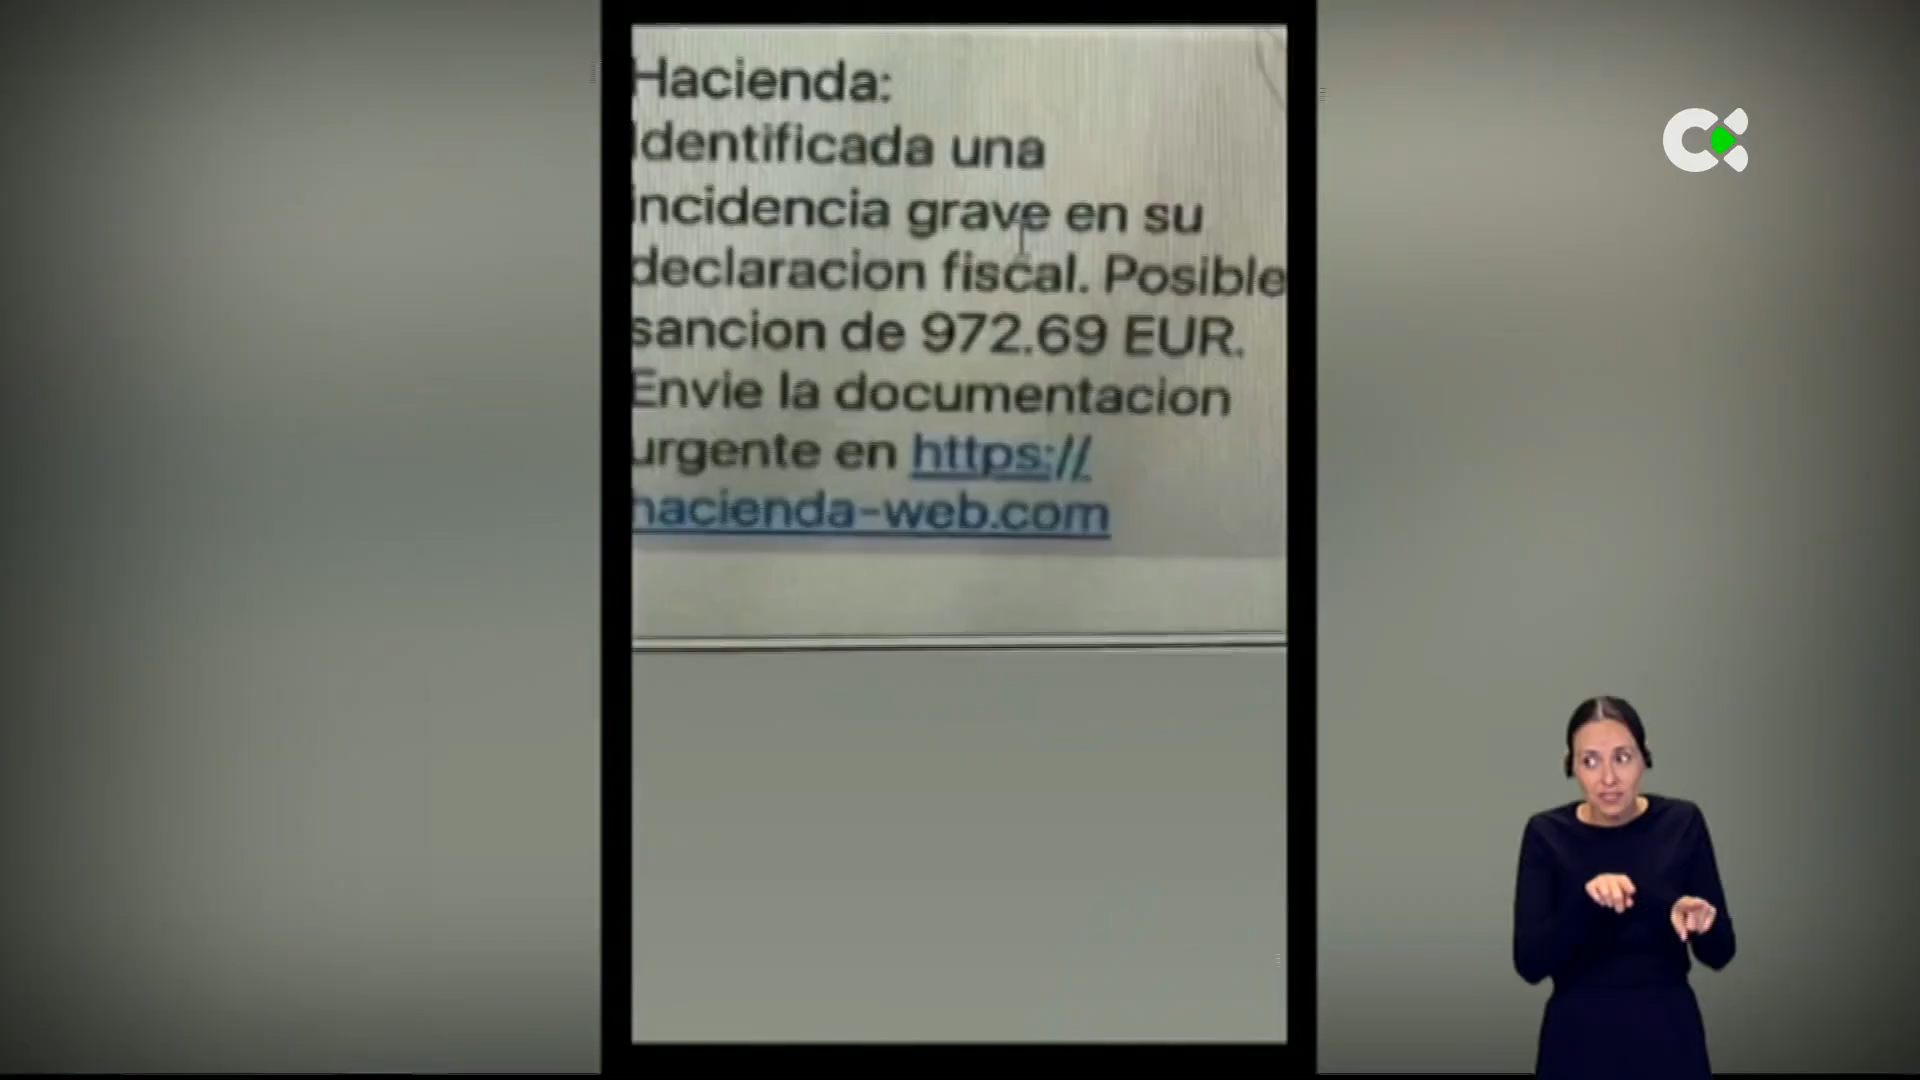 Hacienda:
Identificada una
incidencia grave en su
declaracion fiscal. Posible
sancion de 972.69 EUR.
Envie la documentacion
urgente en https://
hacienda-web.com